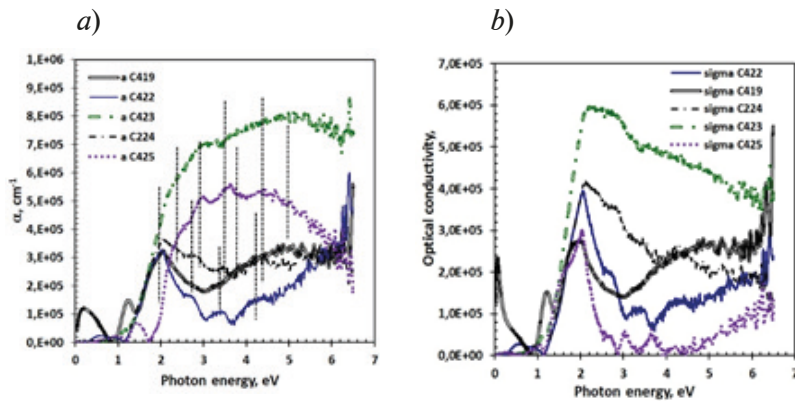 a)
α, cm⁻¹
1,E+06
9,E+05
8,E+05
7,E+05
6,E+05
5,E+05
4,E+05
3,E+05
2,E+05
1,E+05
0,E+00
a C419
a C422
a C423
a C224
a C425
0 1 2 3 4 5 6 7
Photon energy, eV
b)
Optical conductivity,
7,0E+05
6,0E+05
5,0E+05
4,0E+05
3,0E+05
2,0E+05
1,0E+05
0,0E+00
sigma C422
sigma C419
sigma C224
sigma C423
sigma C425
0 1 2 3 4 5 6 7
Photon energy, eV